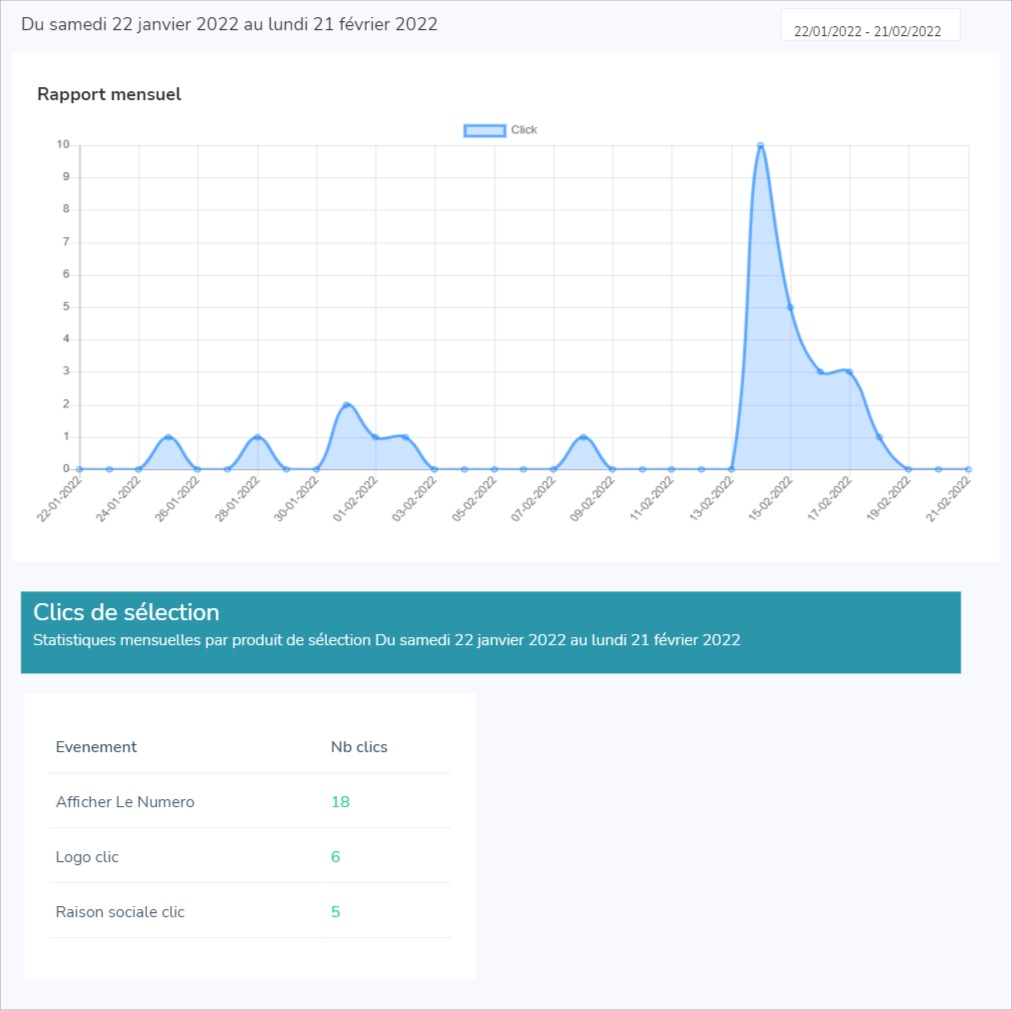 Du samedi 22 janvier 2022 au lundi 21 février 2022
22/01/2022 - 21/02/2022
Rapport mensuel
Click
10
9
8
7
6
5
4
3
2
1
0
22-01-2022
24-01-2022
26-01-2022
28-01-2022
30-01-2022
01-02-2022
03-02-2022
05-02-2022
07-02-2022
09-02-2022
11-02-2022
13-02-2022
15-02-2022
17-02-2022
19-02-2022
21-02-2022
Clics de sélection
Statistiques mensuelles par produit de sélection Du samedi 22 janvier 2022 au lundi 21 février 2022
Evenement Nb clics
Afficher Le Numero 18
Logo clic 6
Raison sociale clic 5